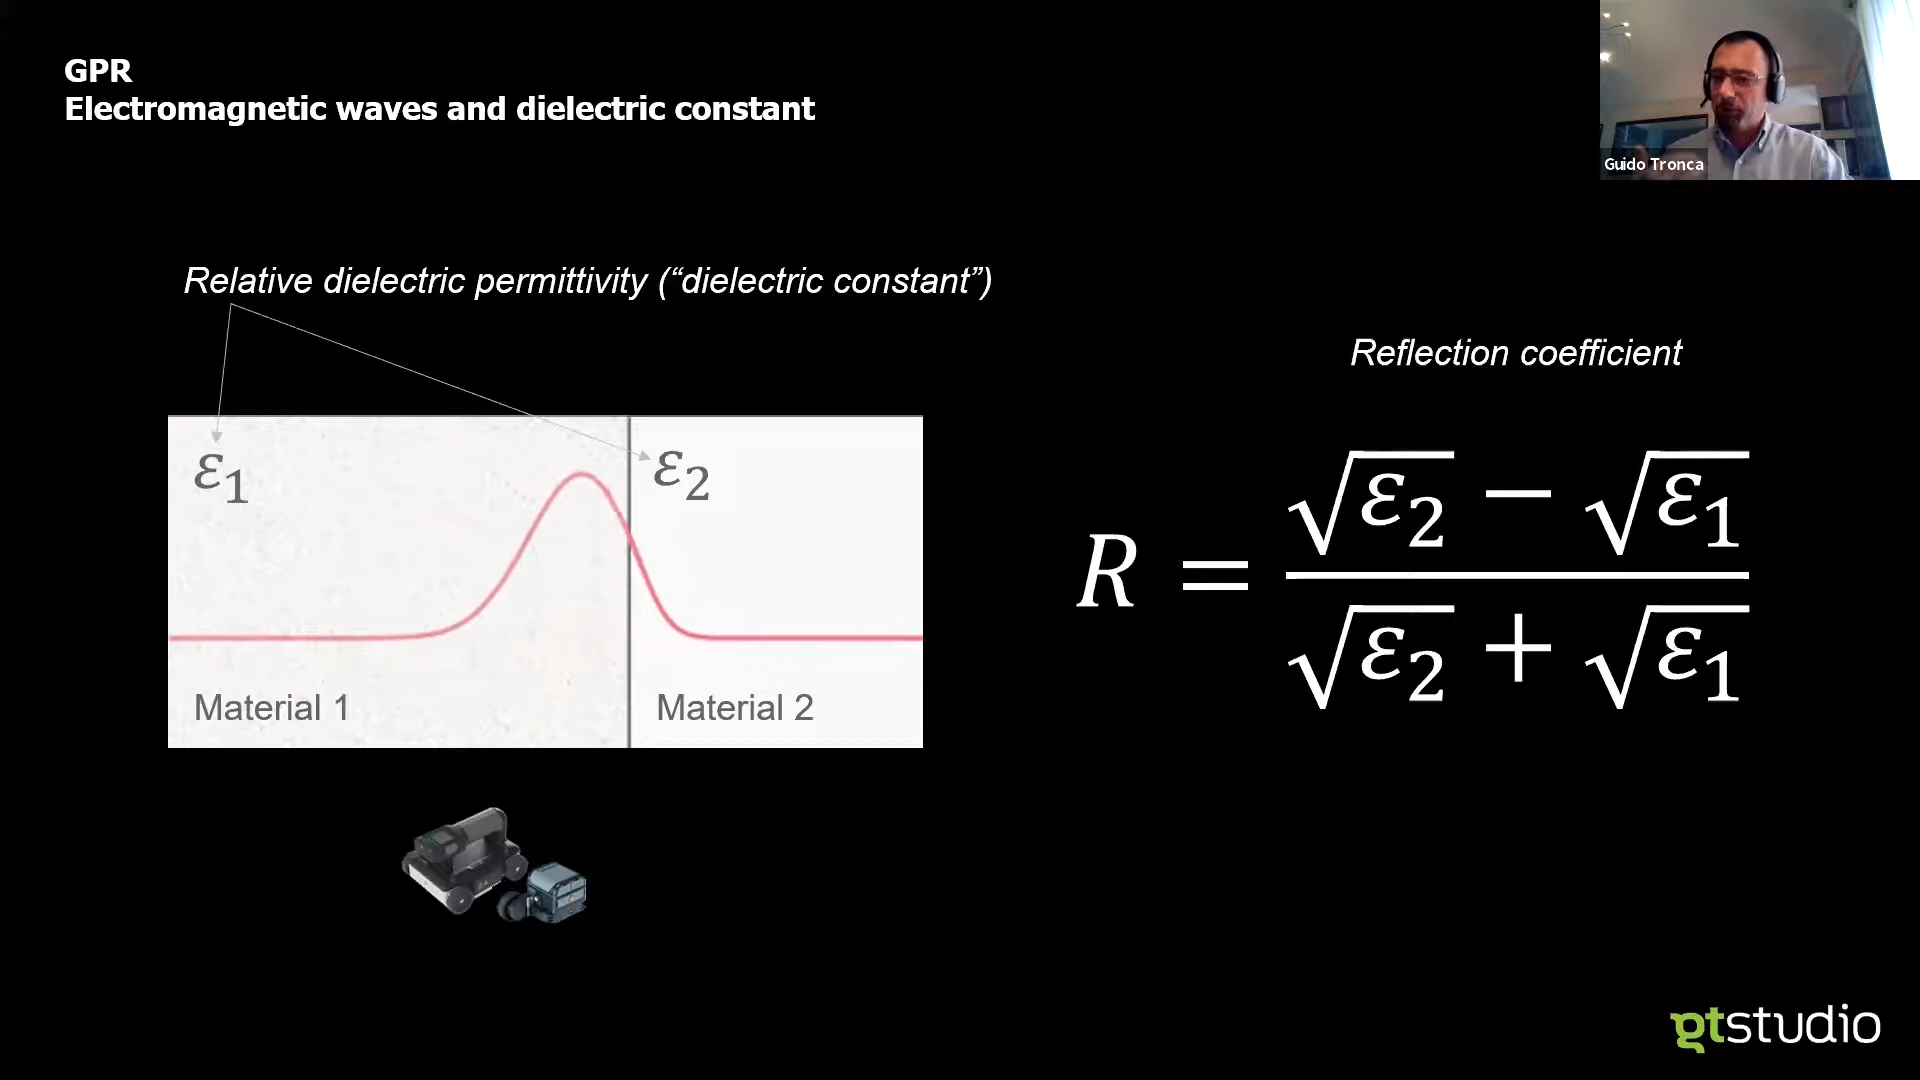 GPR
Electromagnetic waves and dielectric constant
Guido Tronca
Relative dielectric permittivity (“dielectric constant”)
Reflection coefficient
ε₁
ε₂
R = (√ε₂ − √ε₁) / (√ε₂ + √ε₁)
Material 1
Material 2
gtstudio